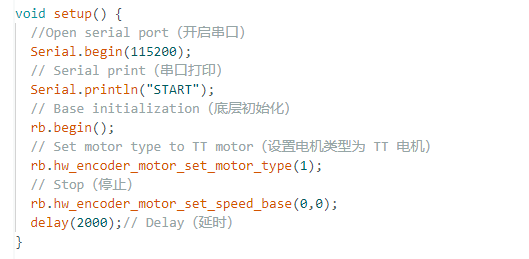 void setup() {
//Open serial port（开启串口）
Serial.begin(115200);
// Serial print（串口打印）
Serial.println("START");
// Base initialization（底层初始化）
rb.begin();
// Set motor type to TT motor（设置电机类型为 TT 电机）
rb.hw_encoder_motor_set_motor_type(1);
// Stop（停止）
rb.hw_encoder_motor_set_speed_base(0,0);
delay(2000);// Delay（延时）
}